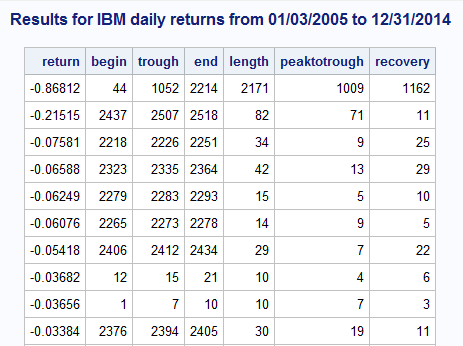 Results for IBM daily returns from 01/03/2005 to 12/31/2014
return begin trough end length peaktotrough recovery
-0.86812 44 1052 2214 2171 1009 1162
-0.21515 2437 2507 2518 82 71 11
-0.07581 2218 2226 2251 34 9 25
-0.06588 2323 2335 2364 42 13 29
-0.06249 2279 2283 2293 15 5 10
-0.06076 2265 2273 2278 14 9 5
-0.05418 2406 2412 2434 29 7 22
-0.03682 12 15 21 10 4 6
-0.03656 1 7 10 10 7 3
-0.03384 2376 2394 2405 30 19 11